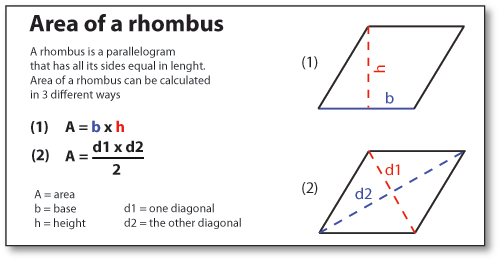 Area of a rhombus
A rhombus is a parallelogram
that has all its sides equal in lenght.
Area of a rhombus can be calculated
in 3 different ways
(1) A = b x h
(2) A = d1 x d2
2
A = area
b = base
h = height
d1 = one diagonal
d2 = the other diagonal
(1)
h
b
(2)
d1
d2